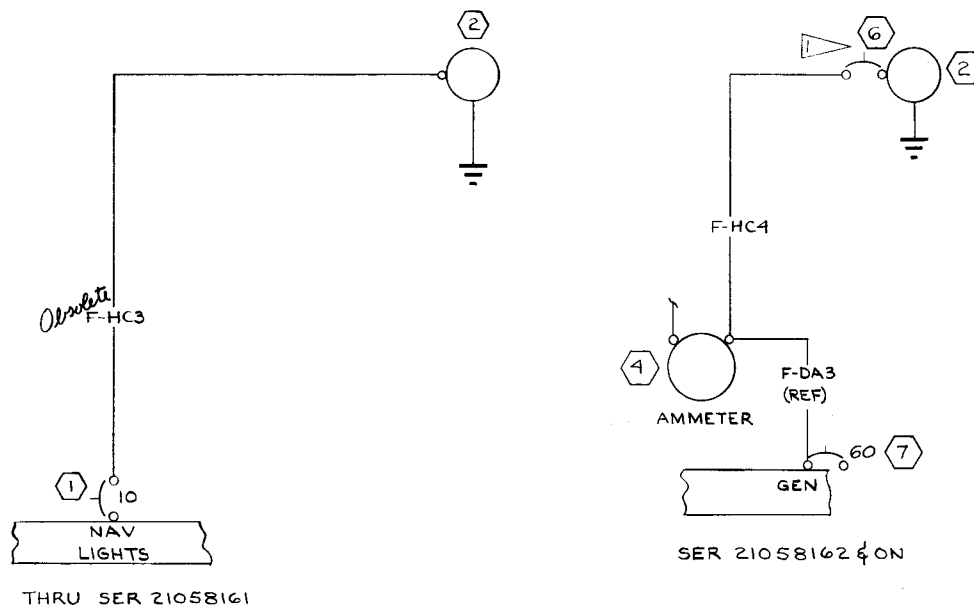 2
1
6
2
F-HC4
Obsolete
F-HC3
4
AMMETER
F-DA3
(REF)
1
10
NAV
LIGHTS
60
7
GEN
THRU SER 21058161
SER 21058162 & ON